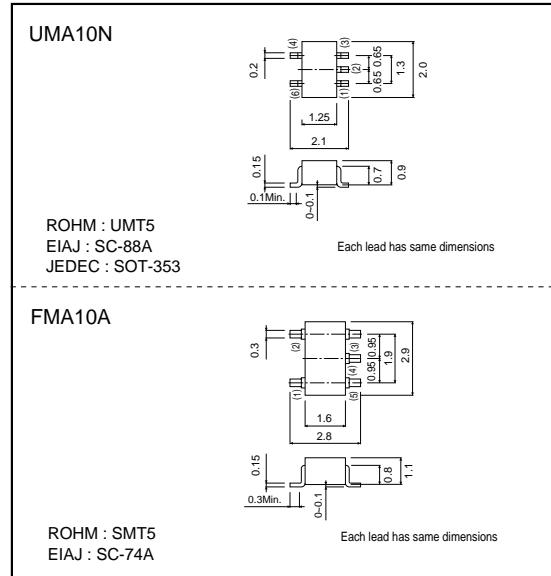 UMA10N
(4)
(3)
0.2
(2)
0.65
0.65
1.3
2.0
(6)
(1)
1.25
2.1
0.15
0.7
0.9
0.1Min.
0~0.1
ROHM : UMT5
EIAJ : SC-88A
JEDEC : SOT-353
Each lead has same dimensions
FMA10A
0.3
(2)
(3)
(4)
0.95
0.95
1.9
2.9
(1)
(5)
1.6
2.8
0.15
0.8
1.1
0.3Min.
0~0.1
ROHM : SMT5
EIAJ : SC-74A
Each lead has same dimensions